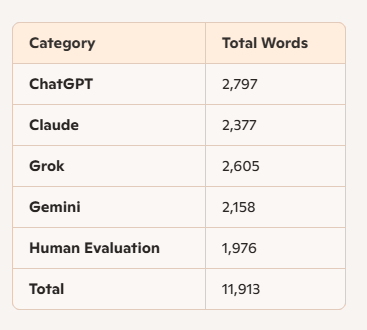 Category Total Words
ChatGPT 2,797
Claude 2,377
Grok 2,605
Gemini 2,158
Human Evaluation 1,976
Total 11,913